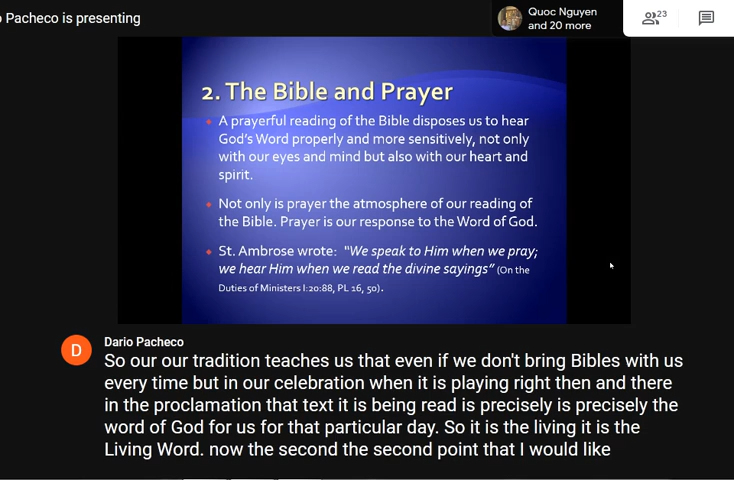 o Pacheco is presenting
Quoc Nguyen
and 20 more
23
2. The Bible and Prayer
A prayerful reading of the Bible disposes us to hear
God's Word properly and more sensitively, not only
with our eyes and mind but also with our heart and
spirit.
Not only is prayer the atmosphere of our reading of
the Bible. Prayer is our response to the Word of God.
St. Ambrose wrote: "We speak to Him when we pray;
we hear Him when we read the divine sayings" (On the
Duties of Ministers I:20:88, PL 16, 50).
D
Dario Pacheco
So our our tradition teaches us that even if we don't bring Bibles with us
every time but in our celebration when it is playing right then and there
in the proclamation that text it is being read is precisely is precisely the
word of God for us for that particular day. So it is the living it is the
Living Word. now the second the second point that I would like